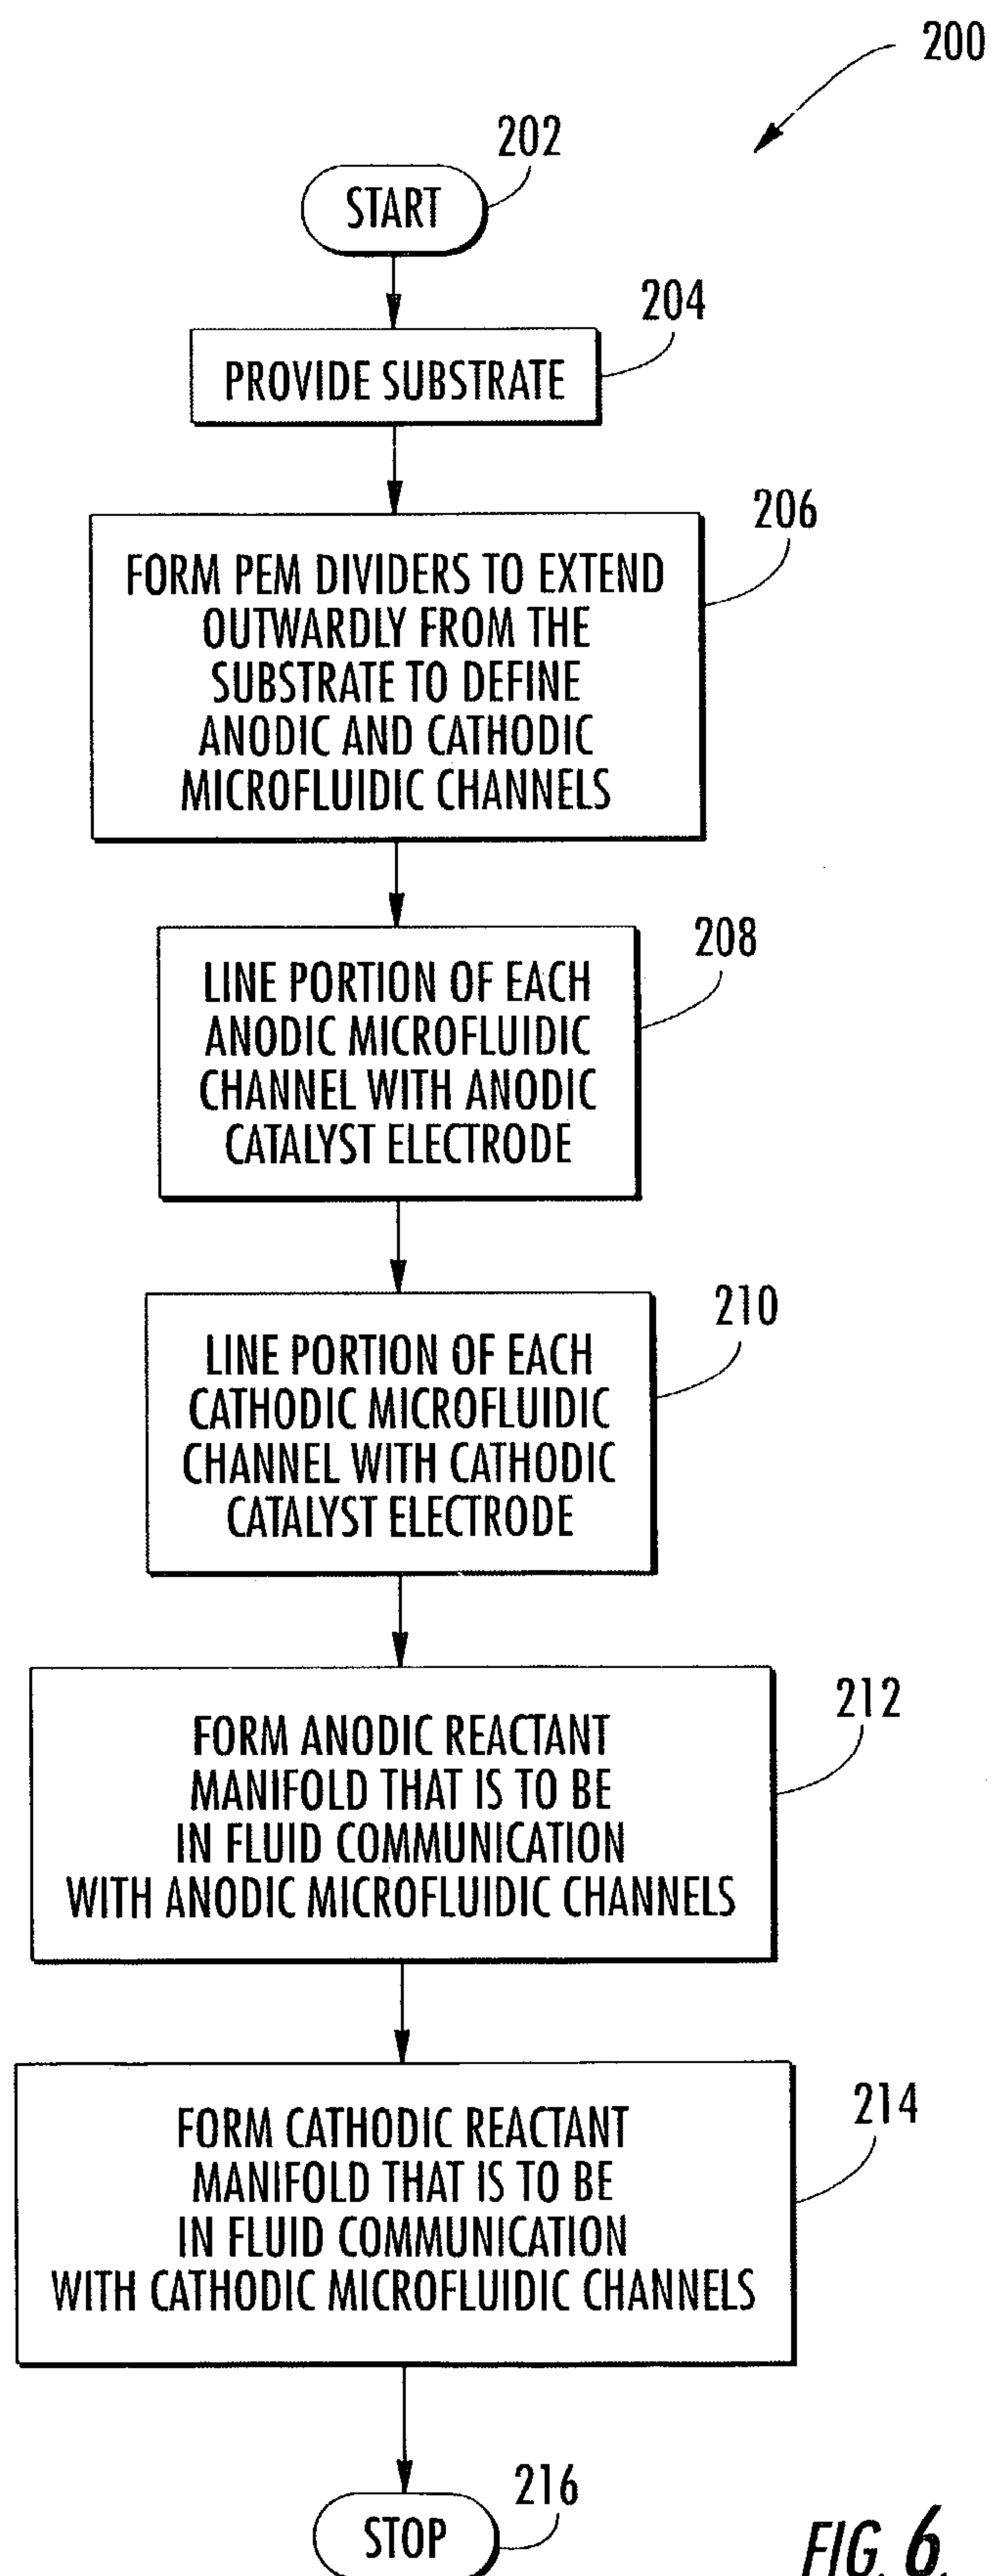 200
202
START
204
PROVIDE SUBSTRATE
206
FORM PEM DIVIDERS TO EXTEND
OUTWARDLY FROM THE
SUBSTRATE TO DEFINE
ANODIC AND CATHODIC
MICROFLUIDIC CHANNELS
208
LINE PORTION OF EACH
ANODIC MICROFLUIDIC
CHANNEL WITH ANODIC
CATALYST ELECTRODE
210
LINE PORTION OF EACH
CATHODIC MICROFLUIDIC
CHANNEL WITH CATHODIC
CATALYST ELECTRODE
212
FORM ANODIC REACTANT
MANIFOLD THAT IS TO BE
IN FLUID COMMUNICATION
WITH ANODIC MICROFLUIDIC CHANNELS
214
FORM CATHODIC REACTANT
MANIFOLD THAT IS TO BE
IN FLUID COMMUNICATION
WITH CATHODIC MICROFLUIDIC CHANNELS
216
STOP
FIG. 6.